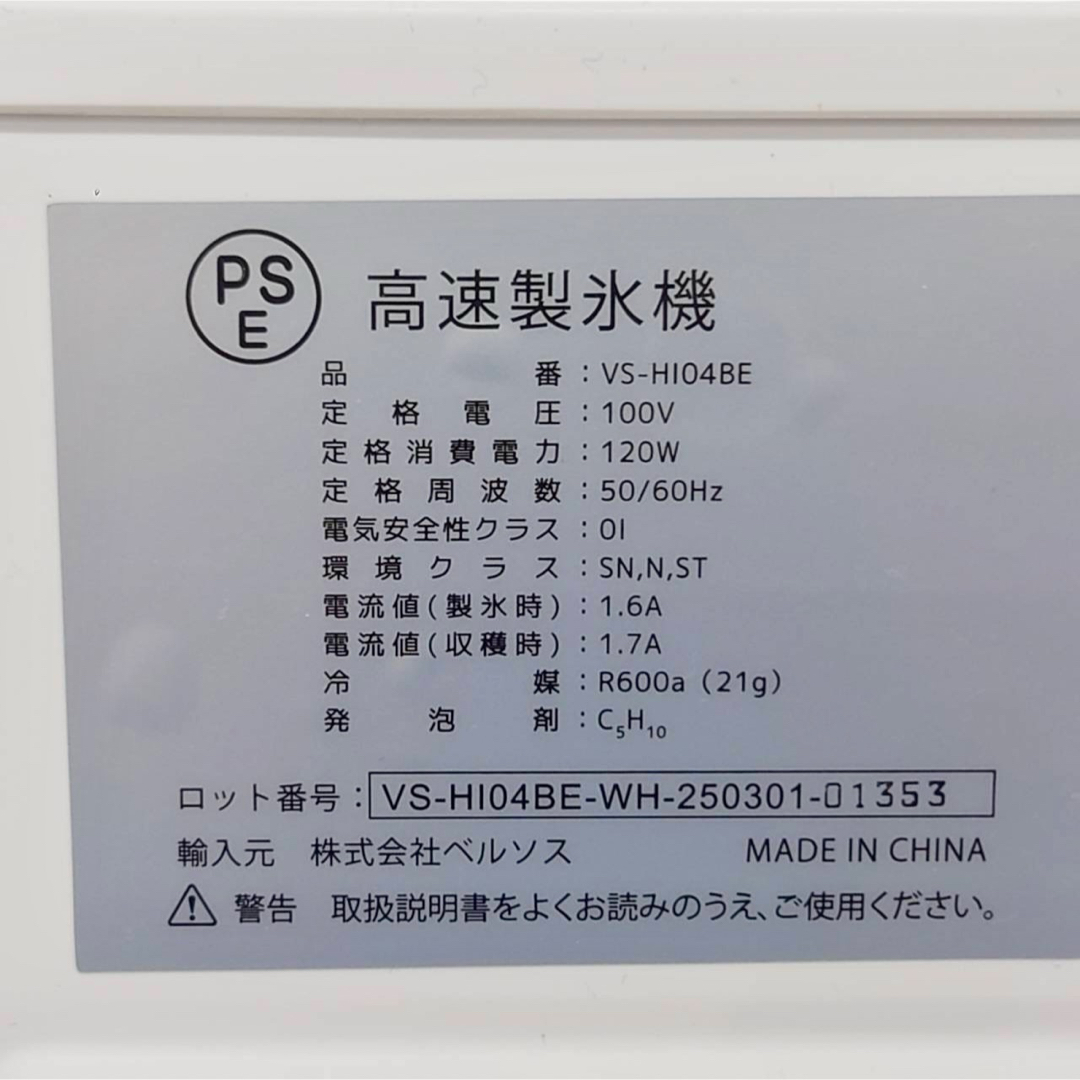 PSE 高速製氷機
品番：VS-HI04BE
定格電圧：100V
定格消費電力：120W
定格周波数：50/60Hz
電気安全性クラス：0I
環境クラス：SN,N,ST
電流値(製氷時)：1.6A
電流値(収穫時)：1.7A
冷媒：R600a（21g）
発泡剤：C₅H₁₀
ロット番号：VS-HI04BE-WH-250301-01353
輸入元　株式会社ベルソス　MADE IN CHINA
⚠ 警告　取扱説明書をよくお読みのうえ、ご使用ください。